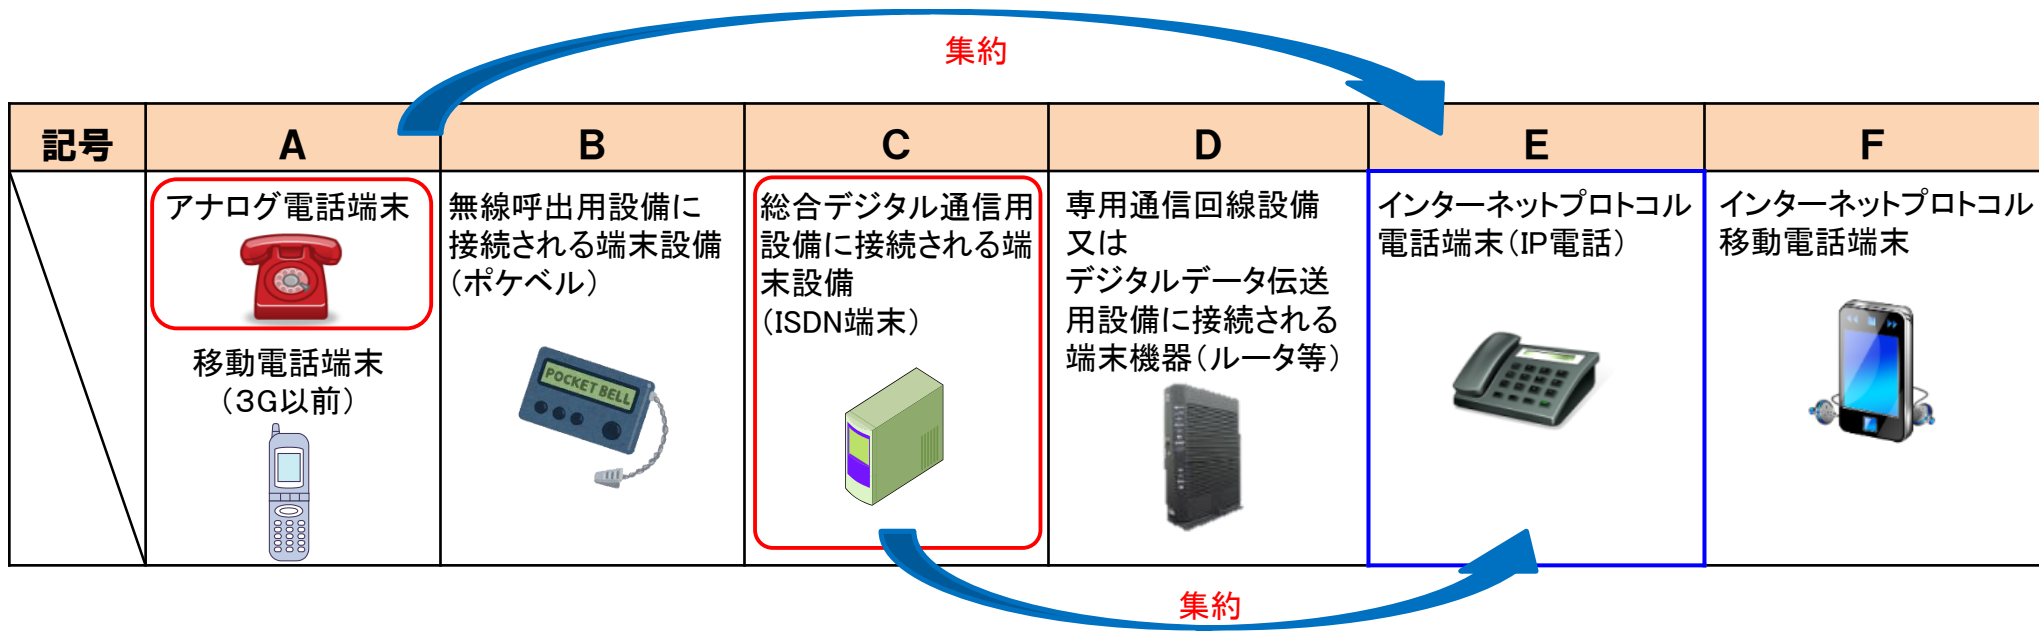 集約
記号 A B C D E F
アナログ電話端末
移動電話端末
（3G以前）
無線呼出用設備に
接続される端末設備
（ポケベル）
POCKET BELL
総合デジタル通信用
設備に接続される端
末設備
（ISDN端末）
専用通信回線設備
又は
デジタルデータ伝送
用設備に接続される
端末機器（ルータ等）
インターネットプロトコル
電話端末（IP電話）
インターネットプロトコル
移動電話端末
集約